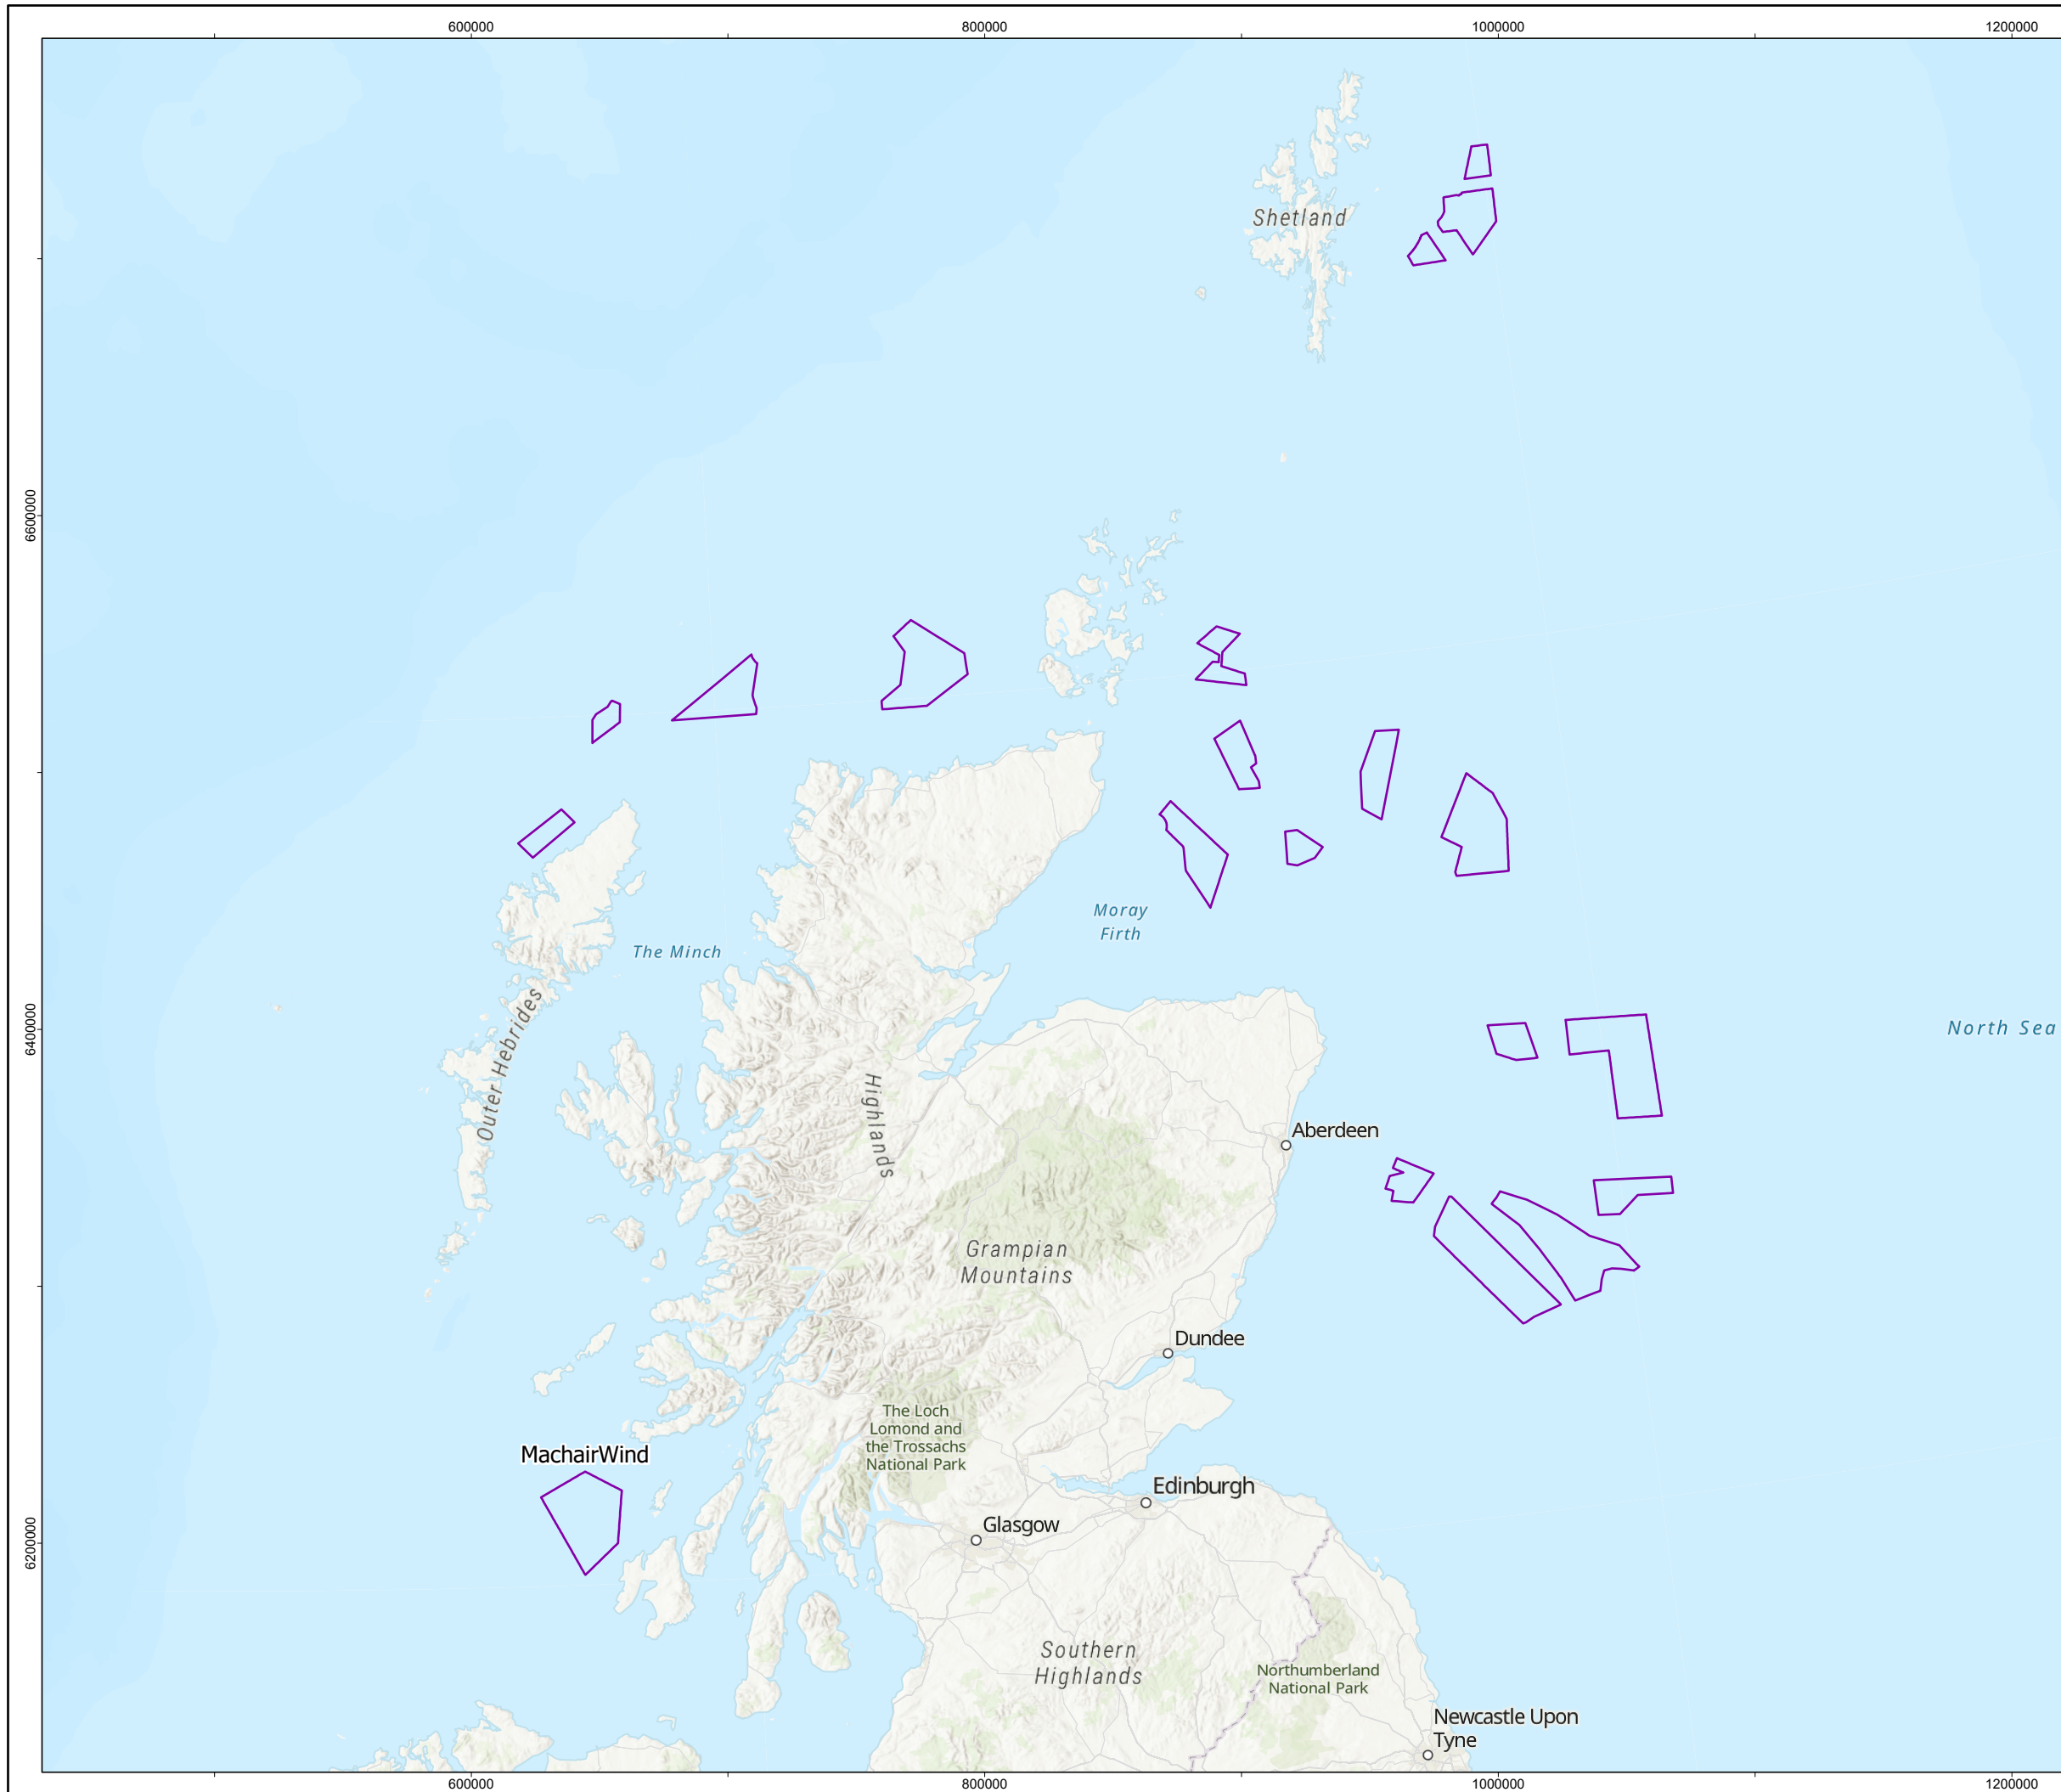 600000
800000
1000000
1200000
Shetland
6600000
Moray
Firth
The Minch
Outer Hebrides
Highlands
6400000
North Sea
Aberdeen
Grampian
Mountains
Dundee
The Loch
Lomond and
the Trossachs
National Park
MachairWind
Edinburgh
Glasgow
6200000
Southern
Highlands
Northumberland
National Park
Newcastle Upon
Tyne
600000
800000
1000000
1200000